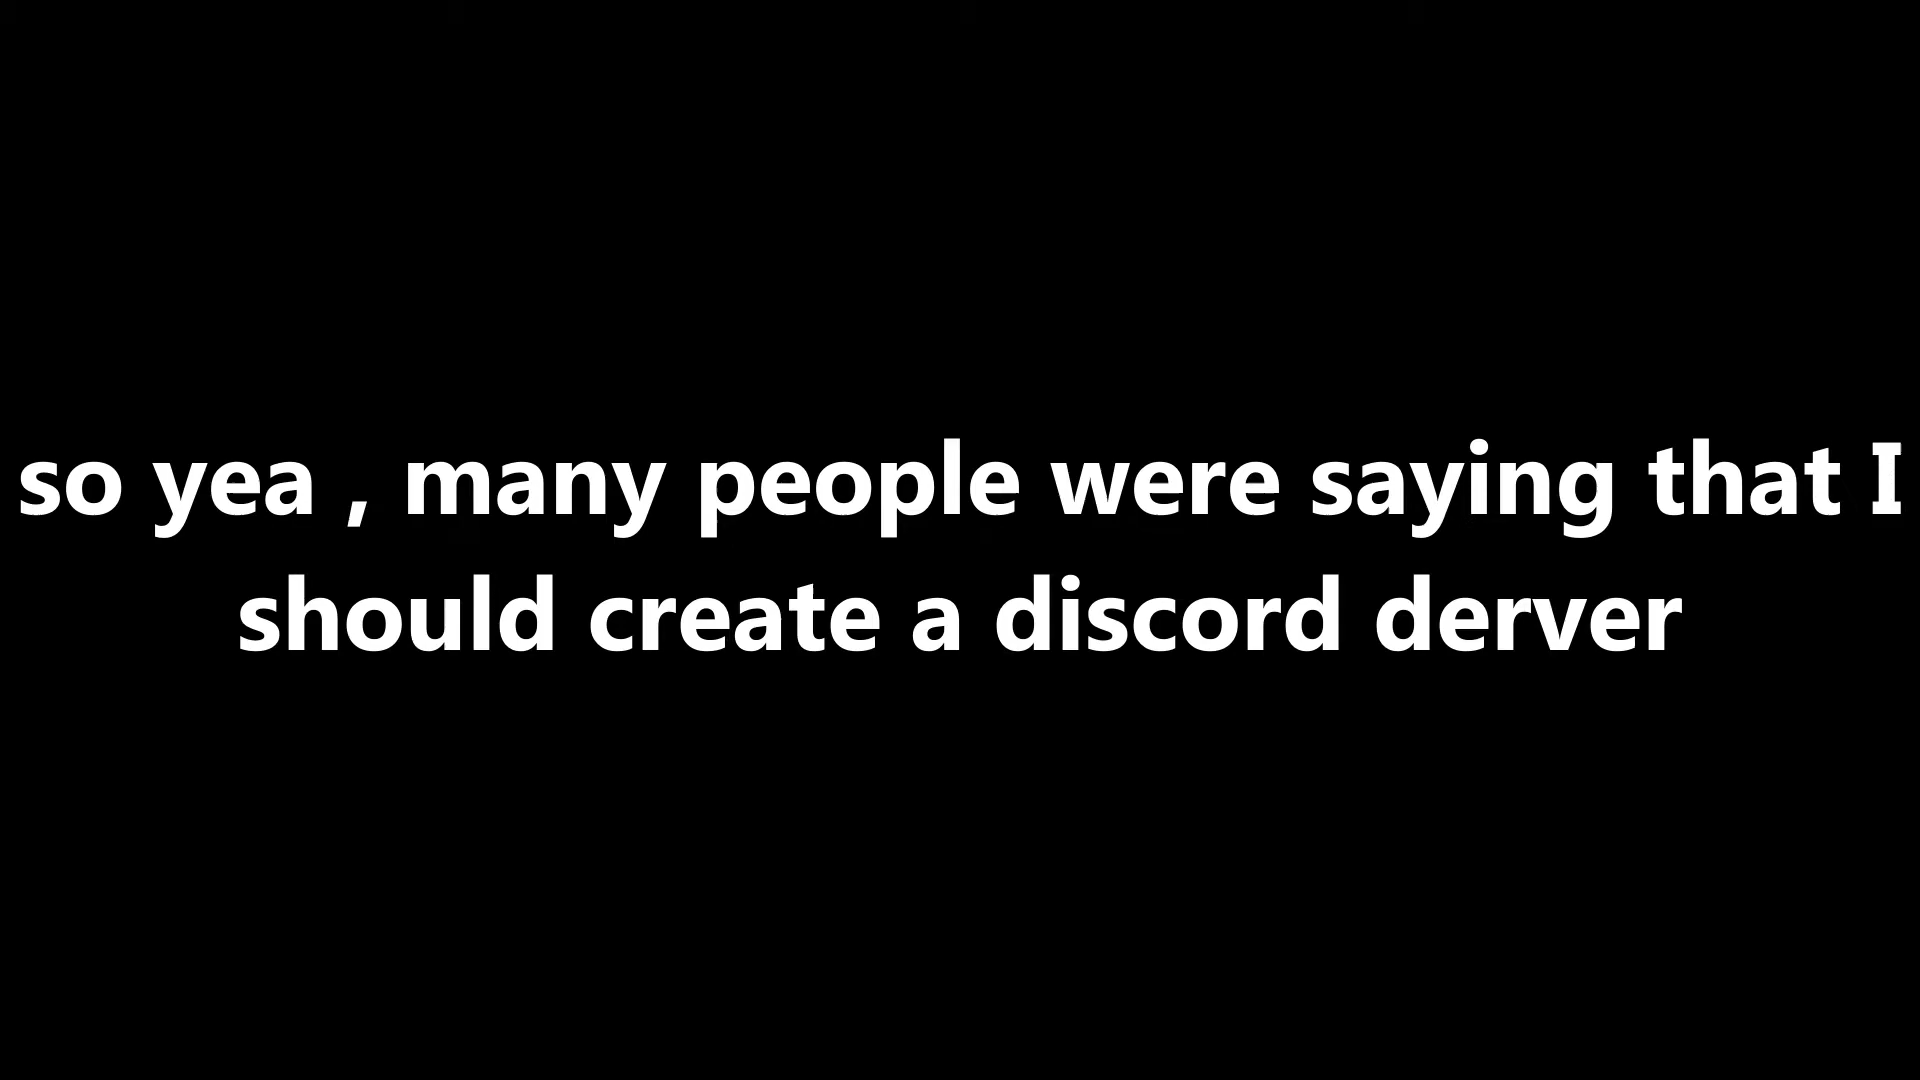 so yea , many people were saying that I
should create a discord derver